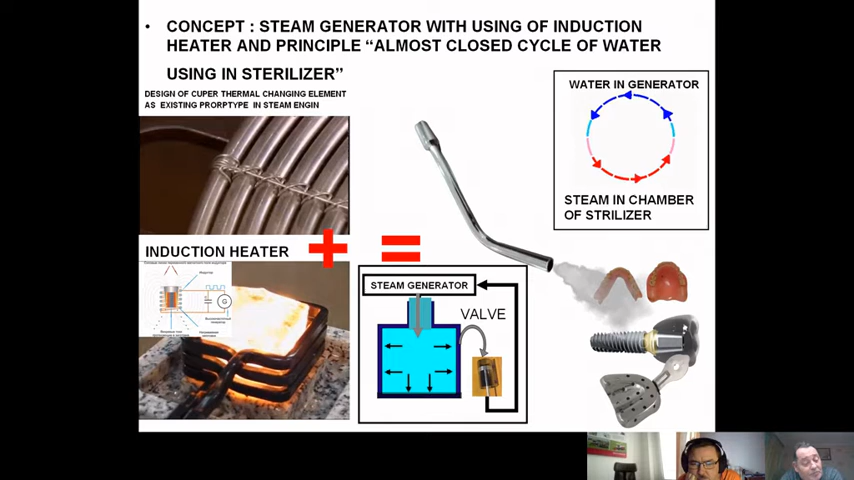 • CONCEPT : STEAM GENERATOR WITH USING OF INDUCTION
HEATER AND PRINCIPLE “ALMOST CLOSED CYCLE OF WATER
USING IN STERILIZER”
DESIGN OF CUPER THERMAL CHANGING ELEMENT
AS EXISTING PRORPTYPE IN STEAM ENGIN
WATER IN GENERATOR
STEAM IN CHAMBER
OF STRILIZER
INDUCTION HEATER
+
=
Индуктор
G
STEAM GENERATOR
VALVE